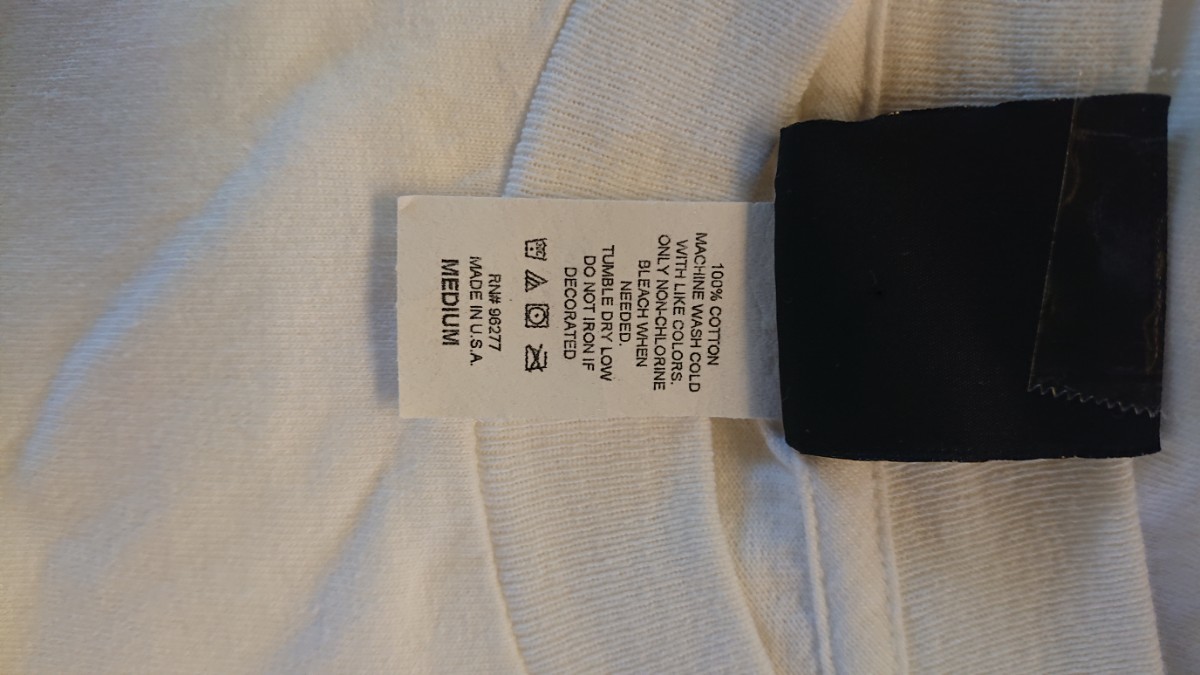 100% COTTON
MACHINE WASH COLD
WITH LIKE COLORS.
ONLY NON-CHLORINE
BLEACH WHEN
NEEDED.
TUMBLE DRY LOW
DO NOT IRON IF
DECORATED
RN# 96277
MADE IN U.S.A.
MEDIUM